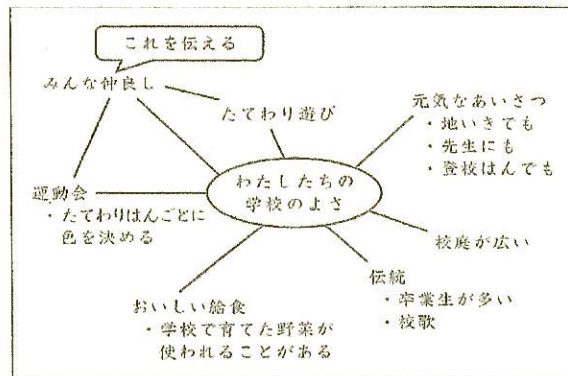 これを伝える
みんな仲良し
たてわり遊び
元気なあいさつ
・地いきでも
・先生にも
・登校はんでも
わたしたちの
学校のよさ
運動会
・たてわりはんごとに
色を決める
校庭が広い
伝統
・卒業生が多い
・校歌
おいしい給食
・学校で育てた野菜が
使われることがある